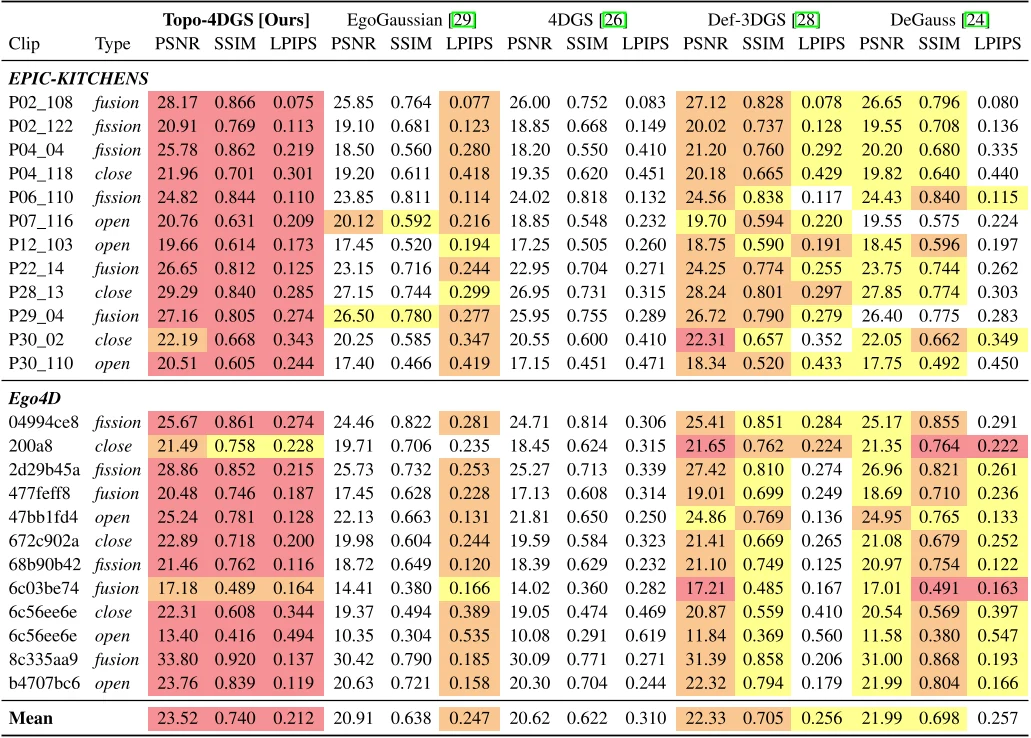 Topo-4DGS [Ours] EgoGaussian [29] 4DGS [26] Def-3DGS [28] DeGauss [24]
Clip Type PSNR SSIM LPIPS PSNR SSIM LPIPS PSNR SSIM LPIPS PSNR SSIM LPIPS PSNR SSIM LPIPS
EPIC-KITCHENS
P02_108 fusion 28.17 0.866 0.075 25.85 0.764 0.077 26.00 0.752 0.083 27.12 0.828 0.078 26.65 0.796 0.080
P02_122 fission 20.91 0.769 0.113 19.10 0.681 0.123 18.85 0.668 0.149 20.02 0.737 0.128 19.55 0.708 0.136
P04_04 fission 25.78 0.862 0.219 18.50 0.560 0.280 18.20 0.550 0.410 21.20 0.760 0.292 20.20 0.680 0.335
P04_118 close 21.96 0.701 0.301 19.20 0.611 0.418 19.35 0.620 0.451 20.18 0.665 0.429 19.82 0.640 0.440
P06_110 fission 24.82 0.844 0.110 23.85 0.811 0.114 24.02 0.818 0.132 24.56 0.838 0.117 24.43 0.840 0.115
P07_116 open 20.76 0.631 0.209 20.12 0.592 0.216 18.85 0.548 0.232 19.70 0.594 0.220 19.55 0.575 0.224
P12_103 open 19.66 0.614 0.173 17.45 0.520 0.194 17.25 0.505 0.260 18.75 0.590 0.191 18.45 0.596 0.197
P22_14 fusion 26.65 0.812 0.125 23.15 0.716 0.244 22.95 0.704 0.271 24.25 0.774 0.255 23.75 0.744 0.262
P28_13 close 29.29 0.840 0.285 27.15 0.744 0.299 26.95 0.731 0.315 28.24 0.801 0.297 27.85 0.774 0.303
P29_04 fusion 27.16 0.805 0.274 26.50 0.780 0.277 25.95 0.755 0.289 26.72 0.790 0.279 26.40 0.775 0.283
P30_02 close 22.19 0.668 0.343 20.25 0.585 0.347 20.55 0.600 0.410 22.31 0.657 0.352 22.05 0.662 0.349
P30_110 open 20.51 0.605 0.244 17.40 0.466 0.419 17.15 0.451 0.471 18.34 0.520 0.433 17.75 0.492 0.450
Ego4D
04994ce8 fission 25.67 0.861 0.274 24.46 0.822 0.281 24.71 0.814 0.306 25.41 0.851 0.284 25.17 0.855 0.291
200a8 close 21.49 0.758 0.228 19.71 0.706 0.235 18.45 0.624 0.315 21.65 0.762 0.224 21.35 0.764 0.222
2d29b45a fission 28.86 0.852 0.215 25.73 0.732 0.253 25.27 0.713 0.339 27.42 0.810 0.274 26.96 0.821 0.261
477feff8 fusion 20.48 0.746 0.187 17.45 0.628 0.228 17.13 0.608 0.314 19.01 0.699 0.249 18.69 0.710 0.236
47bb1fd4 open 25.24 0.781 0.128 22.13 0.663 0.131 21.81 0.650 0.250 24.86 0.769 0.136 24.95 0.765 0.133
672c902a close 22.89 0.718 0.200 19.98 0.604 0.244 19.59 0.584 0.323 21.41 0.669 0.265 21.08 0.679 0.252
68b90b42 fission 21.46 0.762 0.116 18.72 0.649 0.120 18.39 0.629 0.232 21.10 0.749 0.125 20.97 0.754 0.122
6c03be74 fusion 17.18 0.489 0.164 14.41 0.380 0.166 14.02 0.360 0.282 17.21 0.485 0.167 17.01 0.491 0.163
6c56ee6e close 22.31 0.608 0.344 19.37 0.494 0.389 19.05 0.474 0.469 20.87 0.559 0.410 20.54 0.569 0.397
6c56ee6e open 13.40 0.416 0.494 10.35 0.304 0.535 10.08 0.291 0.619 11.84 0.369 0.560 11.58 0.380 0.547
8c335aa9 fusion 33.80 0.920 0.137 30.42 0.790 0.185 30.09 0.771 0.271 31.39 0.858 0.206 31.00 0.868 0.193
b4707bc6 open 23.76 0.839 0.119 20.63 0.721 0.158 20.30 0.704 0.244 22.32 0.794 0.179 21.99 0.804 0.166
Mean 23.52 0.740 0.212 20.91 0.638 0.247 20.62 0.622 0.310 22.33 0.705 0.256 21.99 0.698 0.257